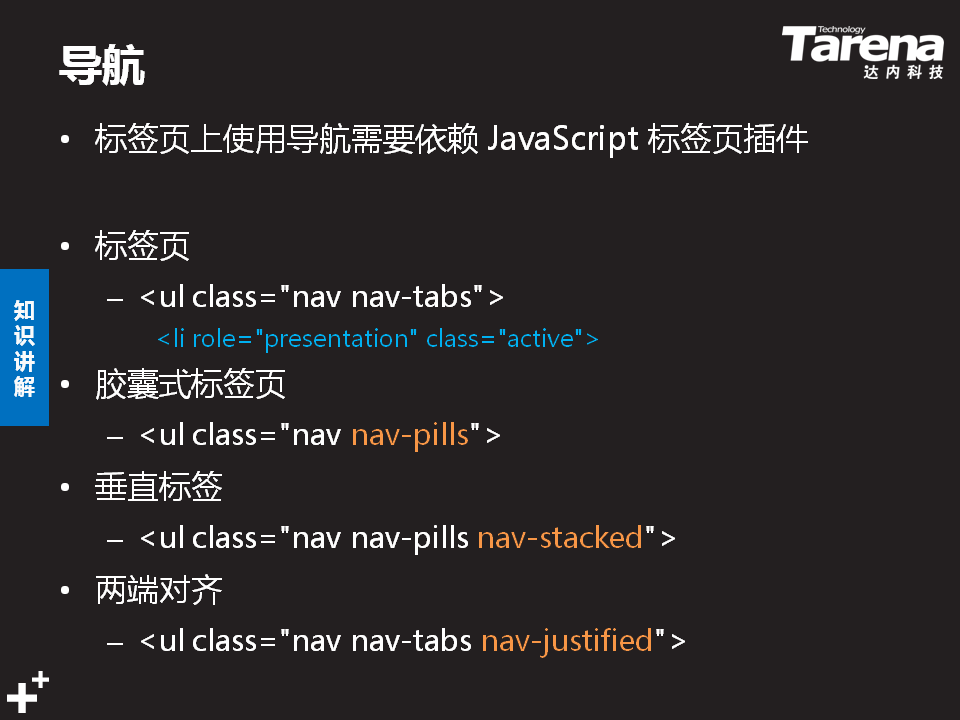 导航
Technology
Tarena
达内科技
• 标签页上使用导航需要依赖 JavaScript 标签页插件
• 标签页
– <ul class="nav nav-tabs">
<li role="presentation" class="active">
知识讲解
• 胶囊式标签页
– <ul class="nav nav-pills">
• 垂直标签
– <ul class="nav nav-pills nav-stacked">
• 两端对齐
– <ul class="nav nav-tabs nav-justified">